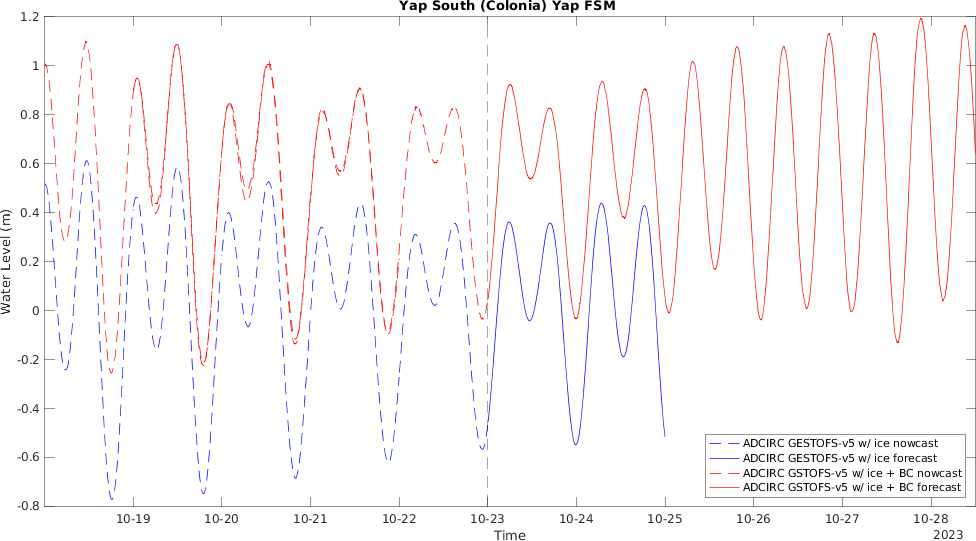 Yap South (Colonia) Yap FSM
1.2
1
0.8
0.6
0.4
0.2
0
-0.2
-0.4
-0.6
-0.8
Water Level (m)
ADCIRC GESTOFS-v5 w/ ice nowcast
ADCIRC GESTOFS-v5 w/ ice forecast
ADCIRC GSTOFS-v5 w/ ice + BC nowcast
ADCIRC GSTOFS-v5 w/ ice + BC forecast
10-19 10-20 10-21 10-22 10-23 10-24 10-25 10-26 10-27 10-28
Time
2023